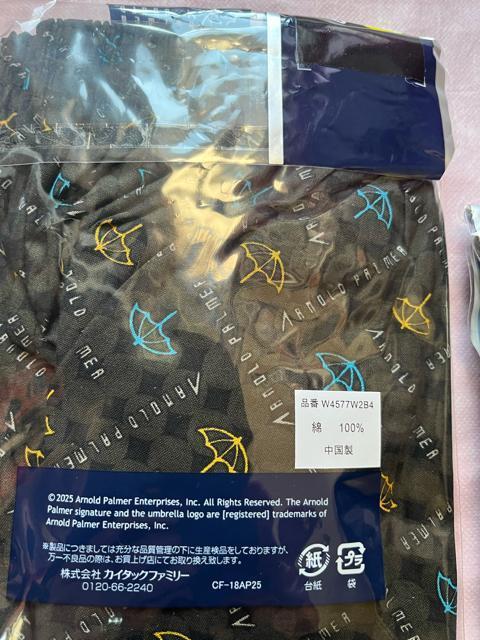 ARNOLD PALMER
ARNOLD PALMER
ARNOLD PALMER
ARNOLD PALMER
品番 W4577W2B4
綿 100%
中国製
©2025 Arnold Palmer Enterprises, Inc. All Rights Reserved. The Arnold
Palmer signature and the umbrella logo are [registered] trademarks of
Arnold Palmer Enterprises, Inc.
※製品につきましては充分な品質管理の下に生産検品をしておりますが、
万一不良品の際は、お買上げ店にてお取り換え致します。
株式会社 カイタックファミリー
0120-66-2240
CF-18AP25
紙
台紙
プラ
袋